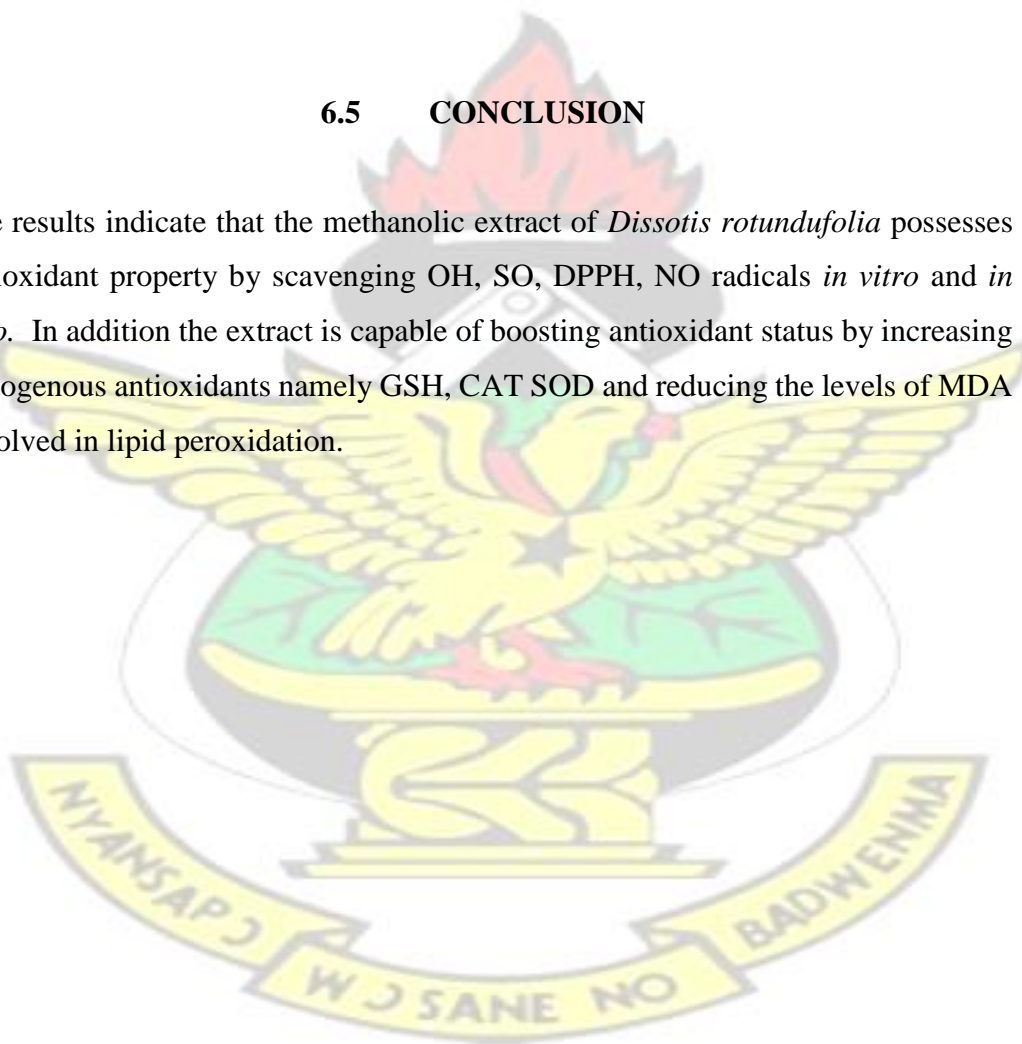 6.5 CONCLUSION
e results indicate that the methanolic extract of Dissotis rotundufolia possesses
ioxidant property by scavenging OH, SO, DPPH, NO radicals in vitro and in
o. In addition the extract is capable of boosting antioxidant status by increasing
ogenous antioxidants namely GSH, CAT SOD and reducing the levels of MDA
olved in lipid peroxidation.
NYANSAPƆ WƆSANE NO BADWENMA